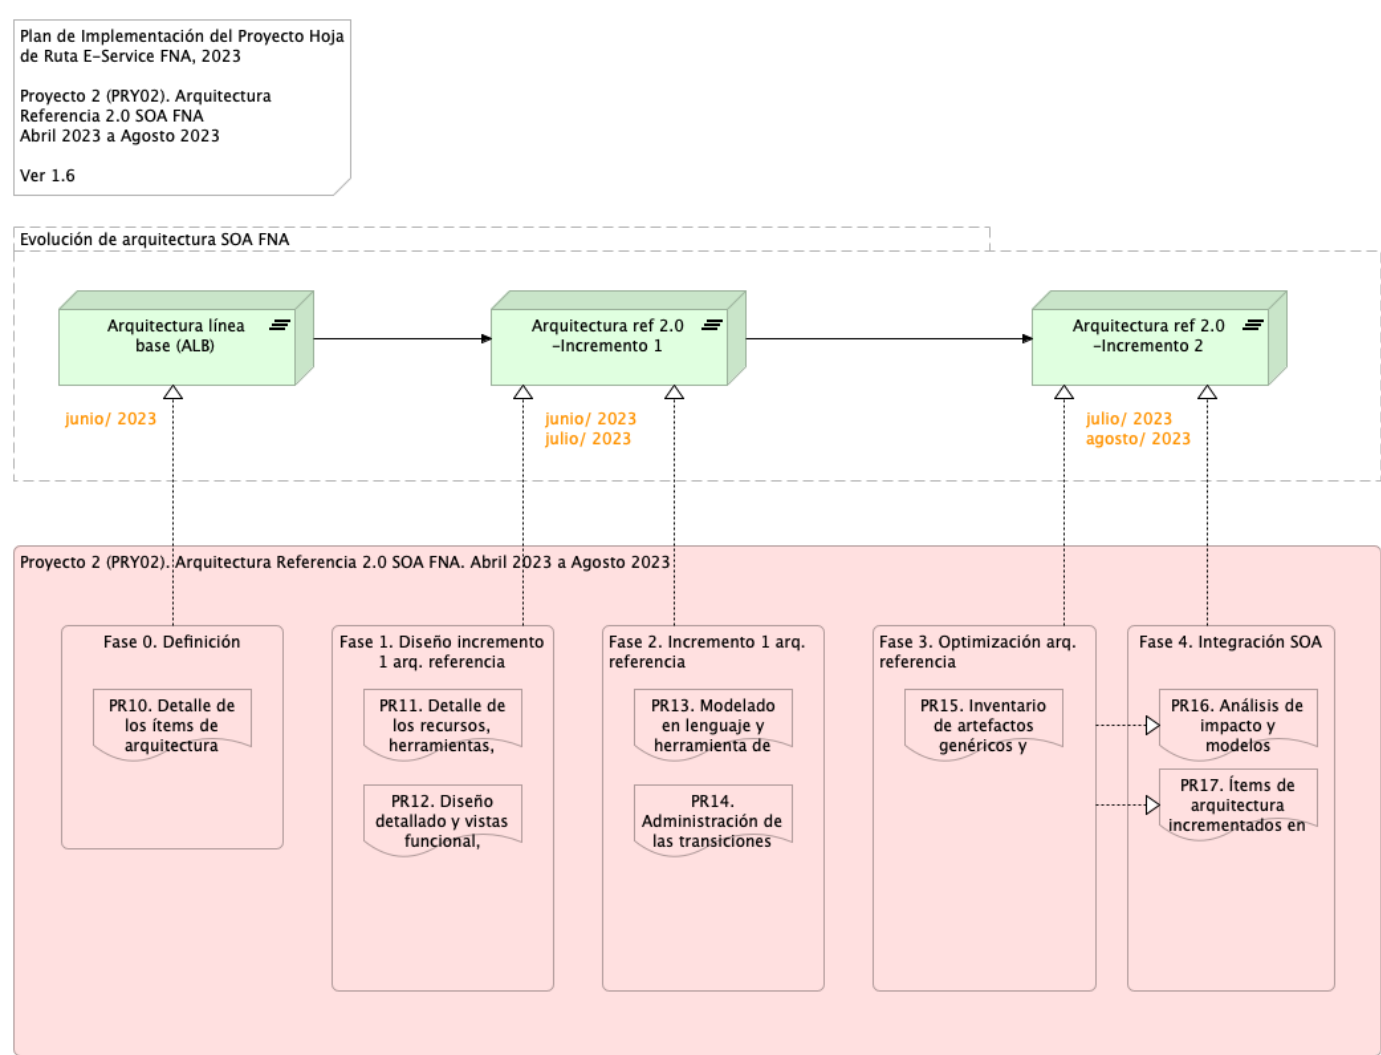 Plan de Implementación del Proyecto Hoja
de Ruta E-Service FNA, 2023
Proyecto 2 (PRY02). Arquitectura
Referencia 2.0 SOA FNA
Abril 2023 a Agosto 2023
Ver 1.6
Evolución de arquitectura SOA FNA
Arquitectura línea
base (ALB)
Arquitectura ref 2.0
-Incremento 1
Arquitectura ref 2.0
-Incremento 2
junio/ 2023
junio/ 2023
julio/ 2023
julio/ 2023
agosto/ 2023
Proyecto 2 (PRY02). Arquitectura Referencia 2.0 SOA FNA. Abril 2023 a Agosto 2023
Fase 0. Definición
PR10. Detalle de
los ítems de
arquitectura
Fase 1. Diseño incremento
1 arq. referencia
PR11. Detalle de
los recursos,
herramientas,
PR12. Diseño
detallado y vistas
funcional,
Fase 2. Incremento 1 arq.
referencia
PR13. Modelado
en lenguaje y
herramienta de
PR14.
Administración de
las transiciones
Fase 3. Optimización arq.
referencia
PR15. Inventario
de artefactos
genéricos y
Fase 4. Integración SOA
PR16. Análisis de
impacto y
modelos
PR17. Ítems de
arquitectura
incrementados en